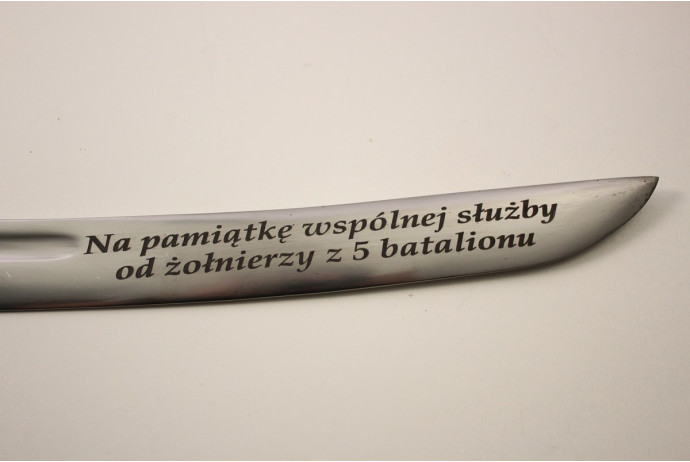 Na pamiątkę wspólnej służby
od żołnierzy z 5 batalionu